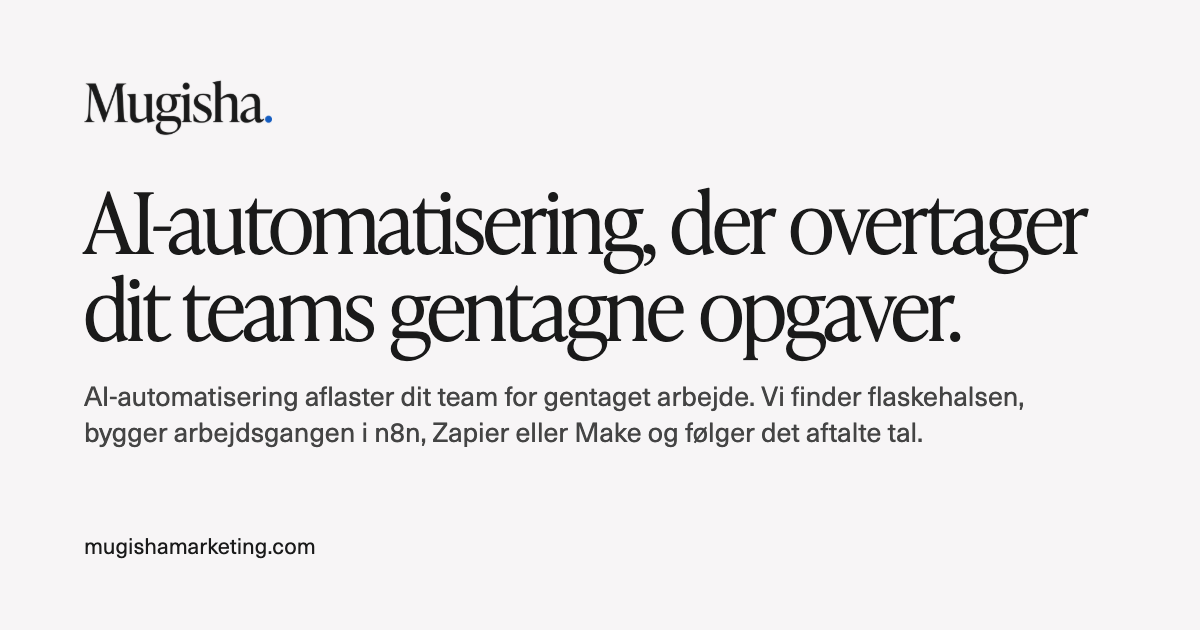 Mugisha.
AI-automatisering, der overtager
dit teams gentagne opgaver.
AI-automatisering aflaster dit team for gentaget arbejde. Vi finder flaskehalsen,
bygger arbejdsgangen i n8n, Zapier eller Make og følger det aftalte tal.
mugishamarketing.com